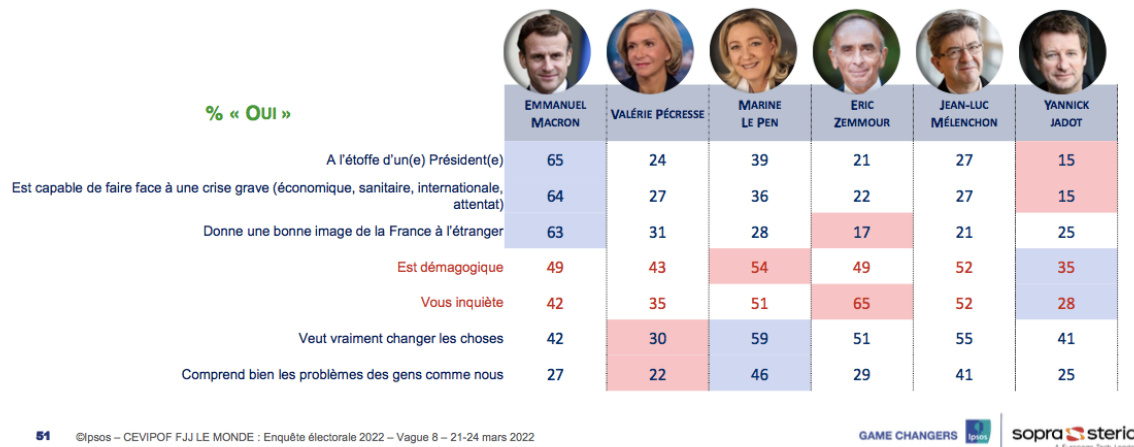 % « OUI »
EMMANUEL MACRON
VALÉRIE PÉCRESSE
MARINE LE PEN
ERIC ZEMMOUR
JEAN-LUC MÉLENCHON
YANNICK JADOT
A l'étoffe d'un(e) Président(e) 65 24 39 21 27 15
Est capable de faire face à une crise grave (économique, sanitaire, internationale,
attentat) 64 27 36 22 27 15
Donne une bonne image de la France à l'étranger 63 31 28 17 21 25
Est démagogique 49 43 54 49 52 35
Vous inquiète 42 35 51 65 52 28
Veut vraiment changer les choses 42 30 59 51 55 41
Comprend bien les problèmes des gens comme nous 27 22 46 29 41 25
51 ©Ipsos – CEVIPOF FJJ LE MONDE : Enquête électorale 2022 – Vague 8 – 21-24 mars 2022
GAME CHANGERS Ipsos sopra steria